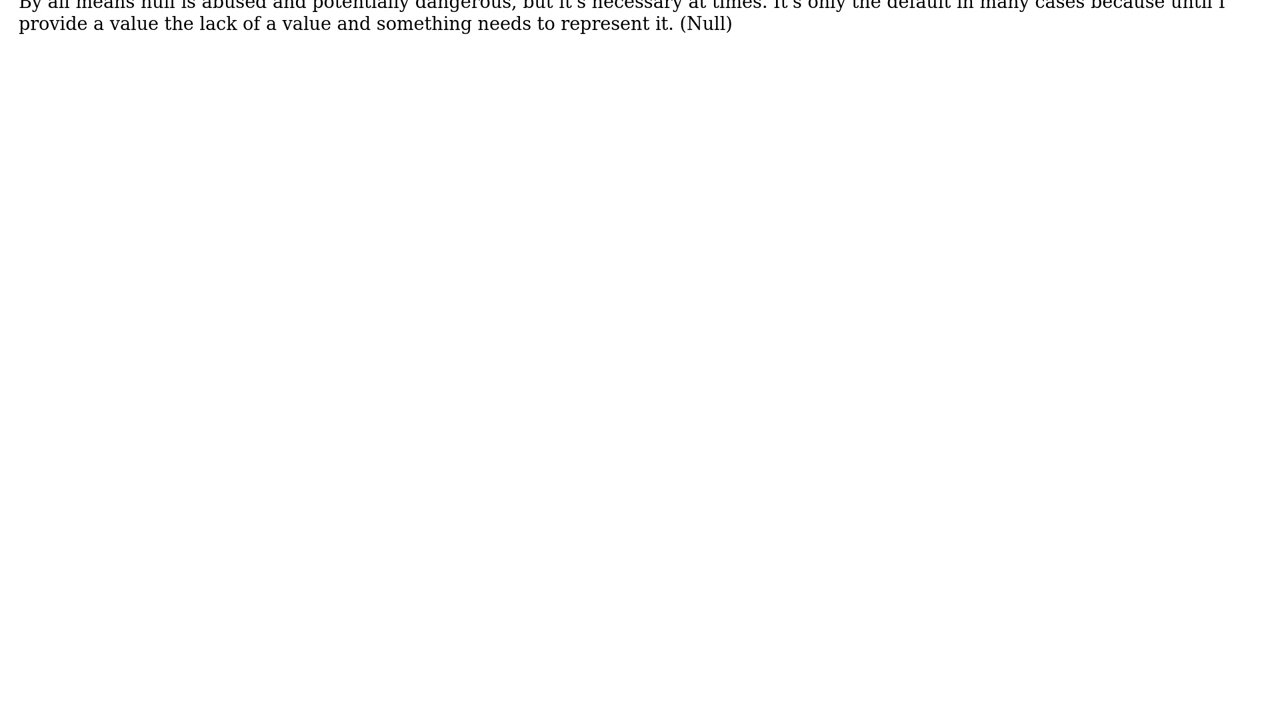 By all means null is abused and potentially dangerous, but it's necessary at times. It's only the default in many cases because until I
provide a value the lack of a value and something needs to represent it. (Null)